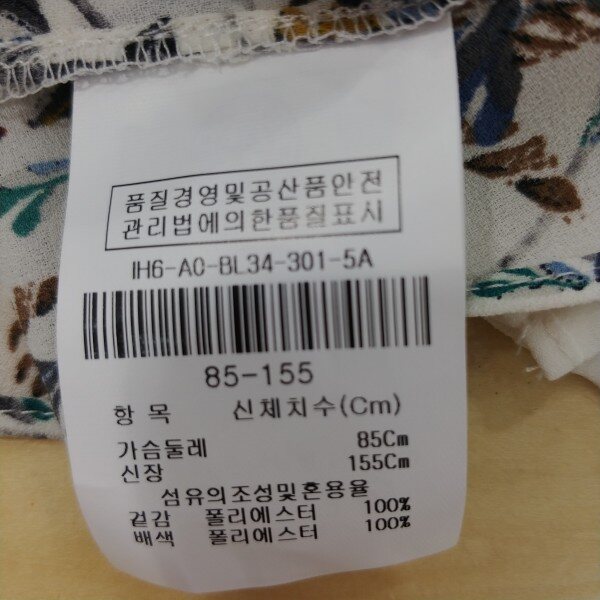 품질경영및공산품안전
관리법에의한품질표시
IH6-AO-BL34-301-5A
85-155
항 목 신체치수(Cm)
가슴둘레 85Cm
신장 155Cm
섬유의조성및혼용율
겉감 폴리에스터 100%
배색 폴리에스터 100%